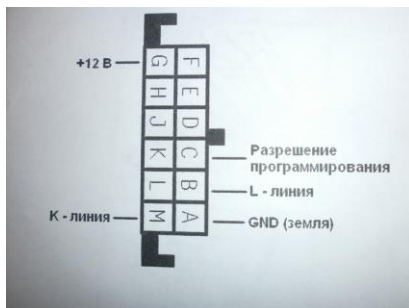 +12 В
G F
H E
J D
K C
L B
M A
Разрешение
программирования
L - линия
K - линия
GND (земля)